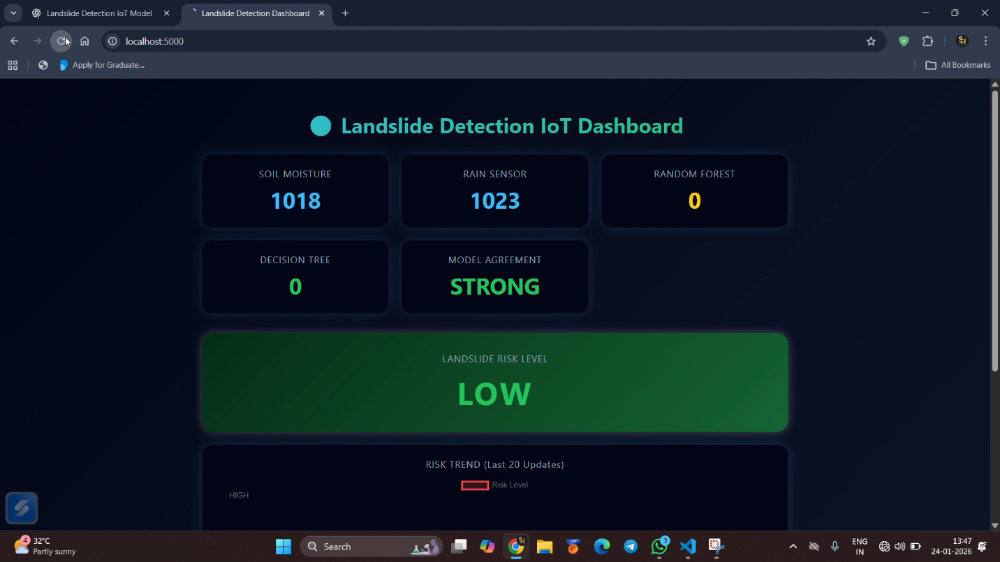 Landslide Detection IoT Model
Landslide Detection Dashboard
localhost:5000
Apply for Graduate...
All Bookmarks
Landslide Detection IoT Dashboard
SOIL MOISTURE
1018
RAIN SENSOR
1023
RANDOM FOREST
0
DECISION TREE
0
MODEL AGREEMENT
STRONG
LANDSLIDE RISK LEVEL
LOW
RISK TREND (Last 20 Updates)
Risk Level
HIGH
4
32°C
Partly sunny
Search
3
ENG
IN
13:47
24-01-2026